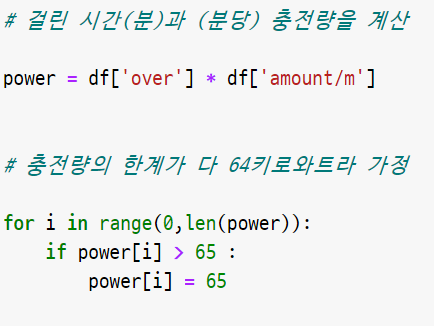 # 걸린 시간(분)과 (분당) 충전량을 계산
power = df['over'] * df['amount/m']
# 충전량의 한계가 다 64키로와트라 가정
for i in range(0,len(power)):
    if power[i] > 65 :
        power[i] = 65